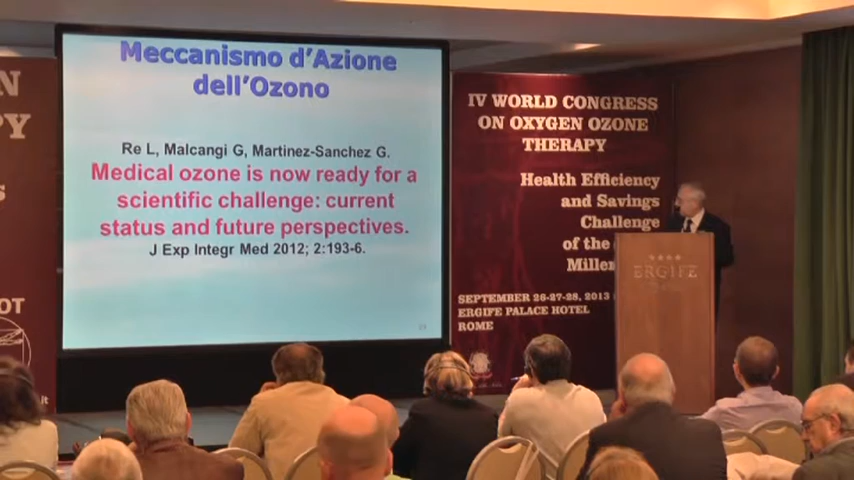 Meccanismo d'Azione
dell'Ozono
Re L, Malcangi G, Martinez-Sanchez G.
Medical ozone is now ready for a
scientific challenge: current
status and future perspectives.
J Exp Integr Med 2012; 2:193-6.
IV WORLD CONGRESS
ON OXYGEN OZONE
THERAPY
Health Efficiency
and Savings
Challenge
of the
SEPTEMBER 26-27-28, 2013
ERGIFE PALACE HOTEL
ROME
ERGIFE